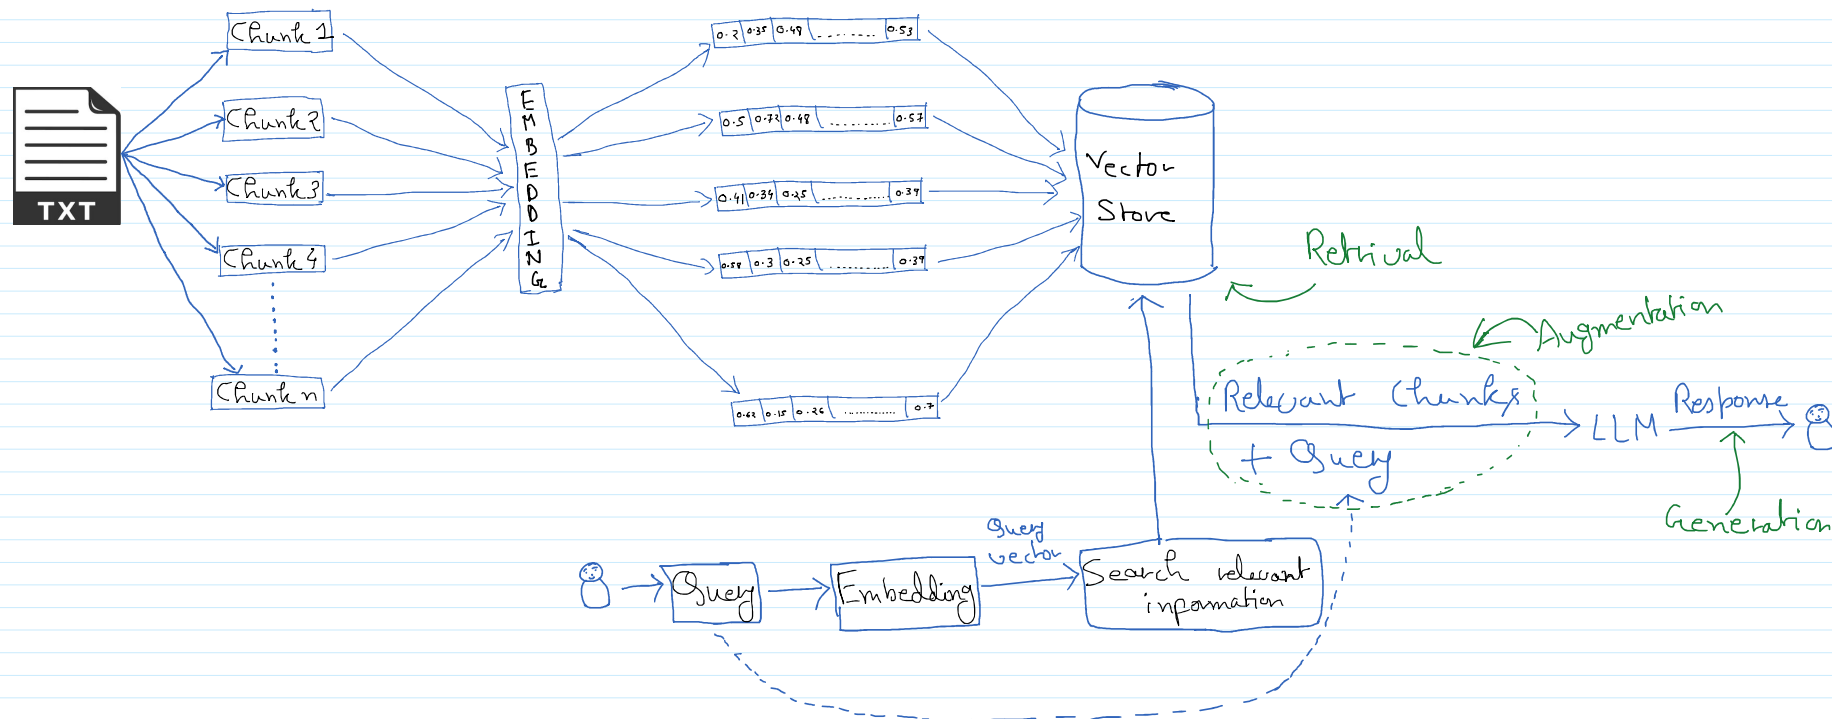 TXT
Chunk 1
Chunk 2
Chunk 3
Chunk 4
Chunk n
EMBEDDING
0.2 0.35 0.49 ......... 0.53
0.5 0.72 0.48 ........... 0.57
0.41 0.34 0.25 ............ 0.39
0.3 0.25 ........... 0.39
0.62 0.15 0.26 ............. 0.7
Vector
Store
Retrival
Augmentation
Relevant Chunks
+ Query
LLM
Response
Generation
Query
Embedding
Query
vector
Search relevant
information